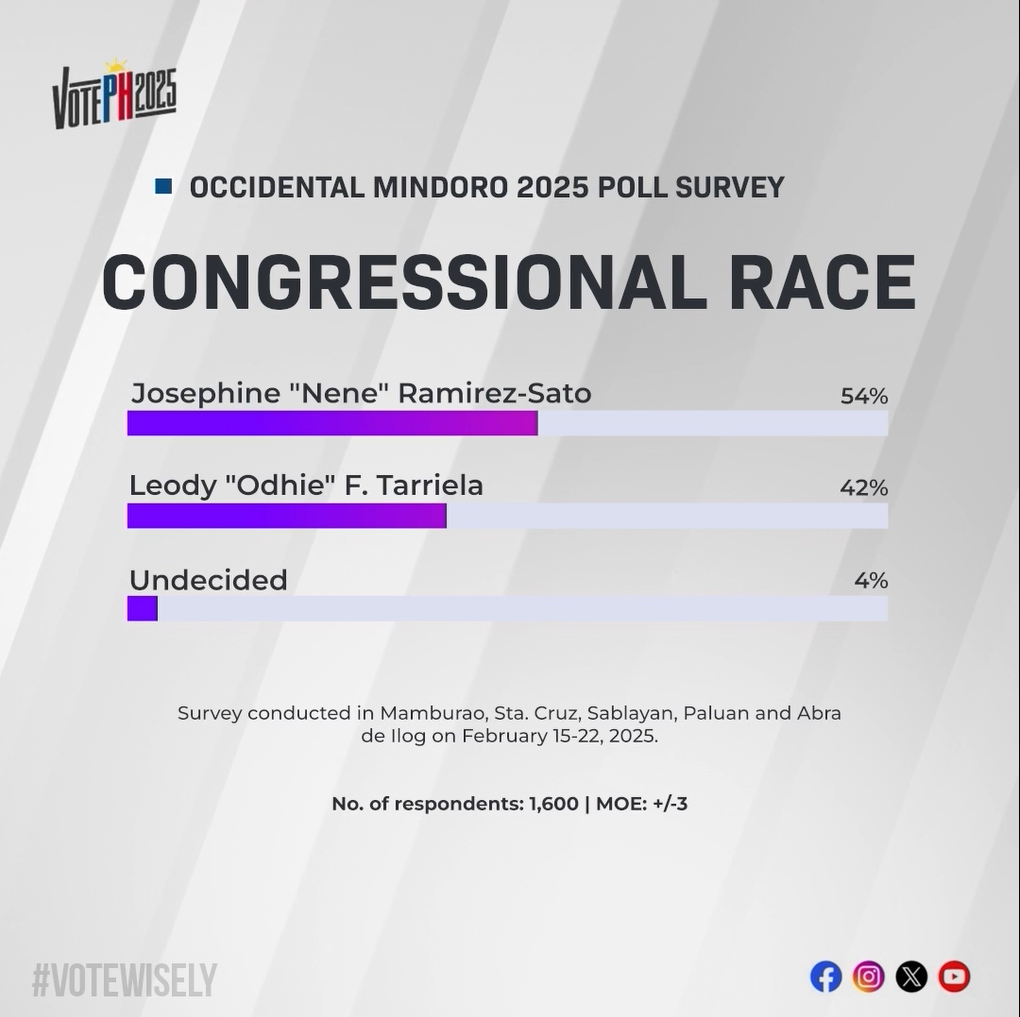 VOTEPH2025
OCCIDENTAL MINDORO 2025 POLL SURVEY
CONGRESSIONAL RACE
Josephine "Nene" Ramirez-Sato 54%
Leody "Odhie" F. Tarriela 42%
Undecided 4%
Survey conducted in Mamburao, Sta. Cruz, Sablayan, Paluan and Abra
de Ilog on February 15-22, 2025.
No. of respondents: 1,600 | MOE: +/-3
#VOTEWISELY